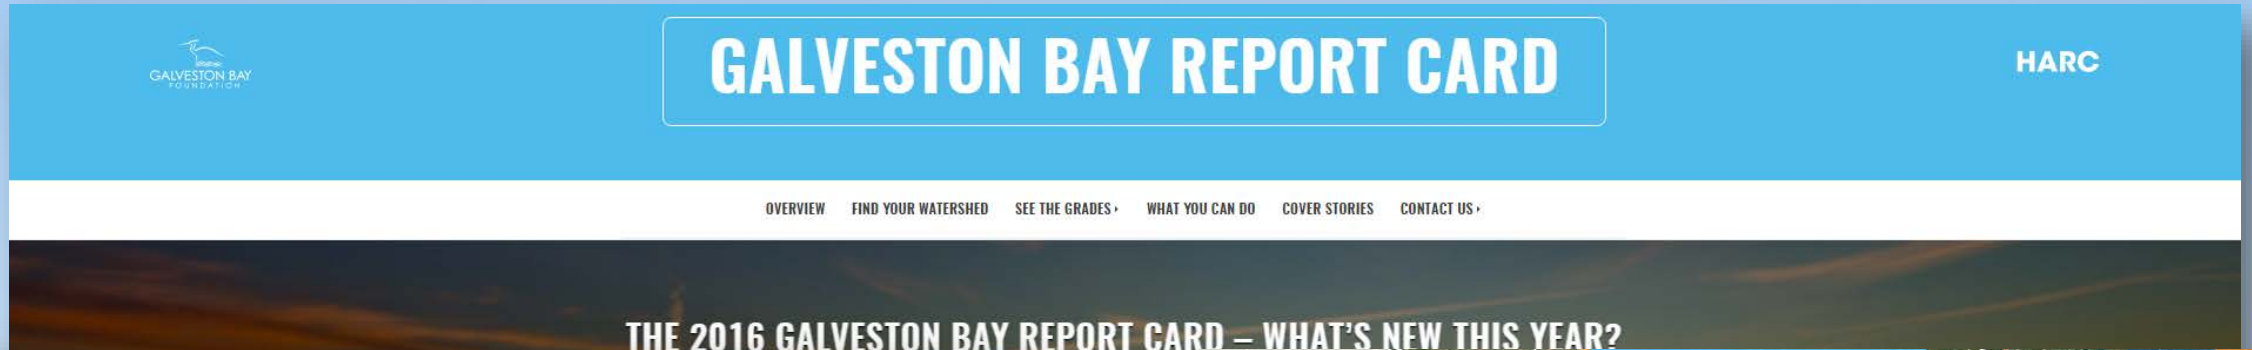 GALVESTON BAY REPORT CARD
GALVESTON BAY
FOUNDATION
HARC
OVERVIEW FIND YOUR WATERSHED SEE THE GRADES WHAT YOU CAN DO COVER STORIES CONTACT US
THE 2016 GALVESTON BAY REPORT CARD – WHAT'S NEW THIS YEAR?